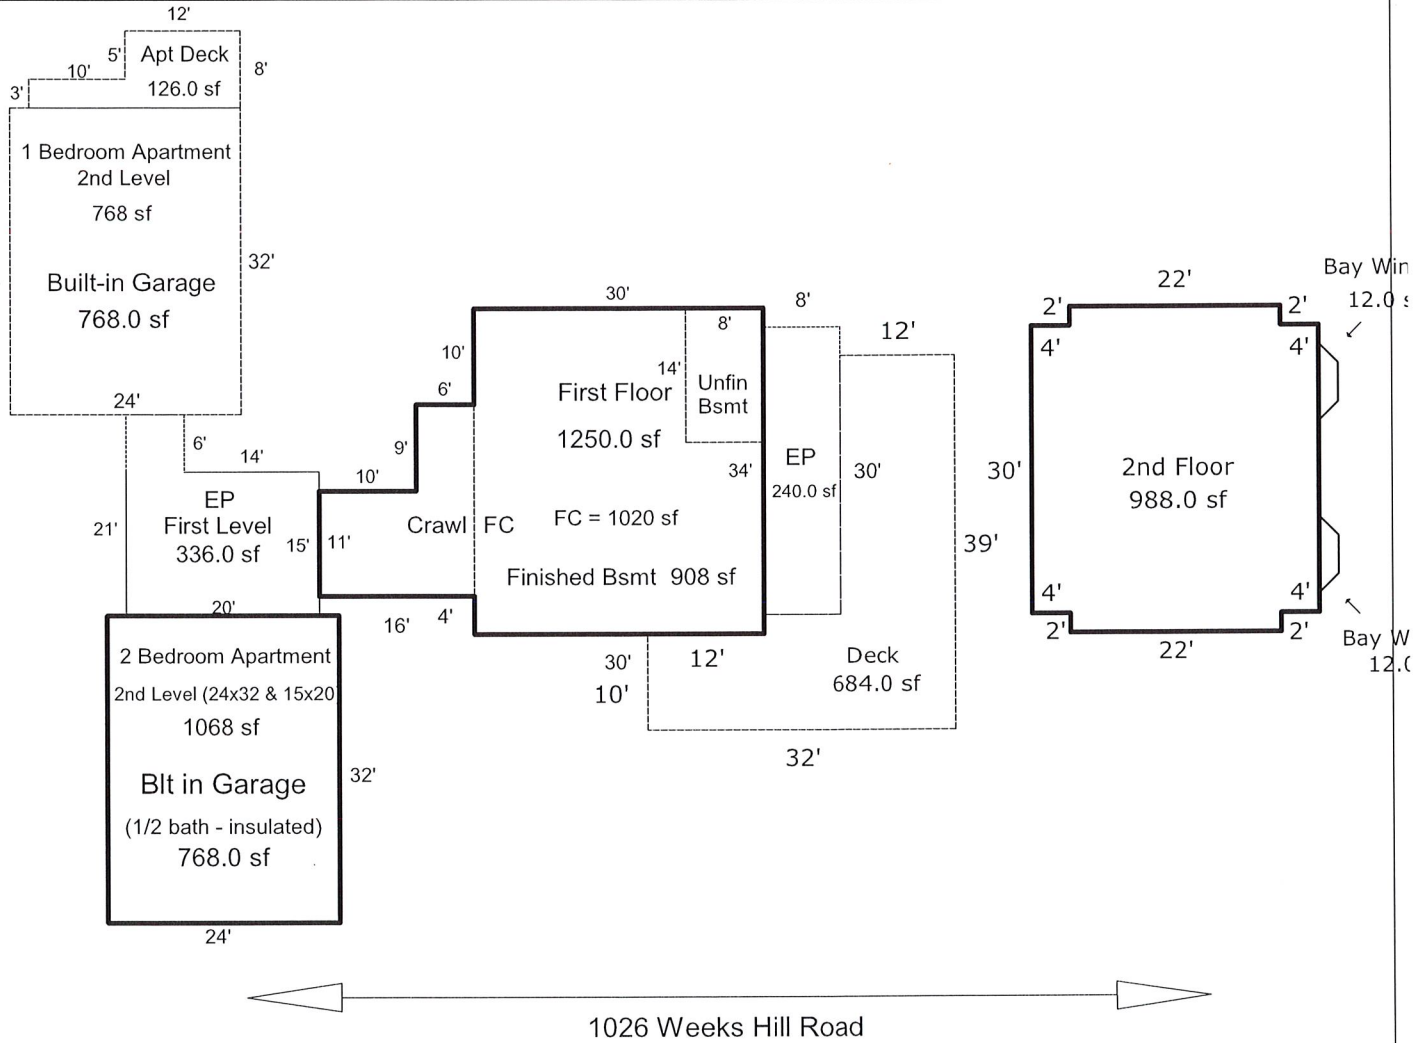 12'
5'
Apt Deck
8'
10'
126.0 sf
3'
1 Bedroom Apartment
2nd Level
768 sf
32'
Built-in Garage
768.0 sf
24'
6'
14'
EP
First Level
336.0 sf
21'
15'
11'
20'
2 Bedroom Apartment
2nd Level (24x32 & 15x20
1068 sf
32'
Blt in Garage
(1/2 bath - insulated)
768.0 sf
24'
30'
8'
10'
14'
6'
First Floor
Unfin
Bsmt
1250.0 sf
9'
34'
10'
Crawl
FC
FC = 1020 sf
Finished Bsmt 908 sf
16'
4'
8'
12'
EP
240.0 sf
30'
39'
30'
12'
10'
Deck
684.0 sf
32'
22'
2'
2'
4'
4'
30'
2nd Floor
988.0 sf
4'
4'
2'
2'
22'
Bay Win
12.0
Bay W
12.0
1026 Weeks Hill Road